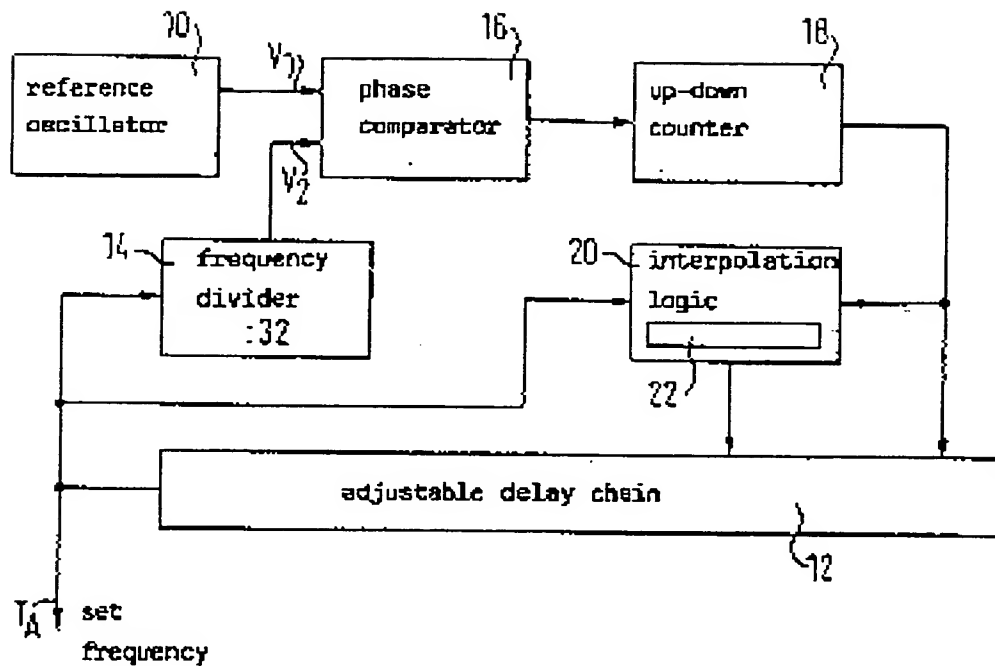 10
16
18
V1
reference
oscillator
phase
comparator
up-down
counter
V2
14
frequency
divider
:32
20
interpolation
logic
22
adjustable delay chain
12
TA
set
frequency